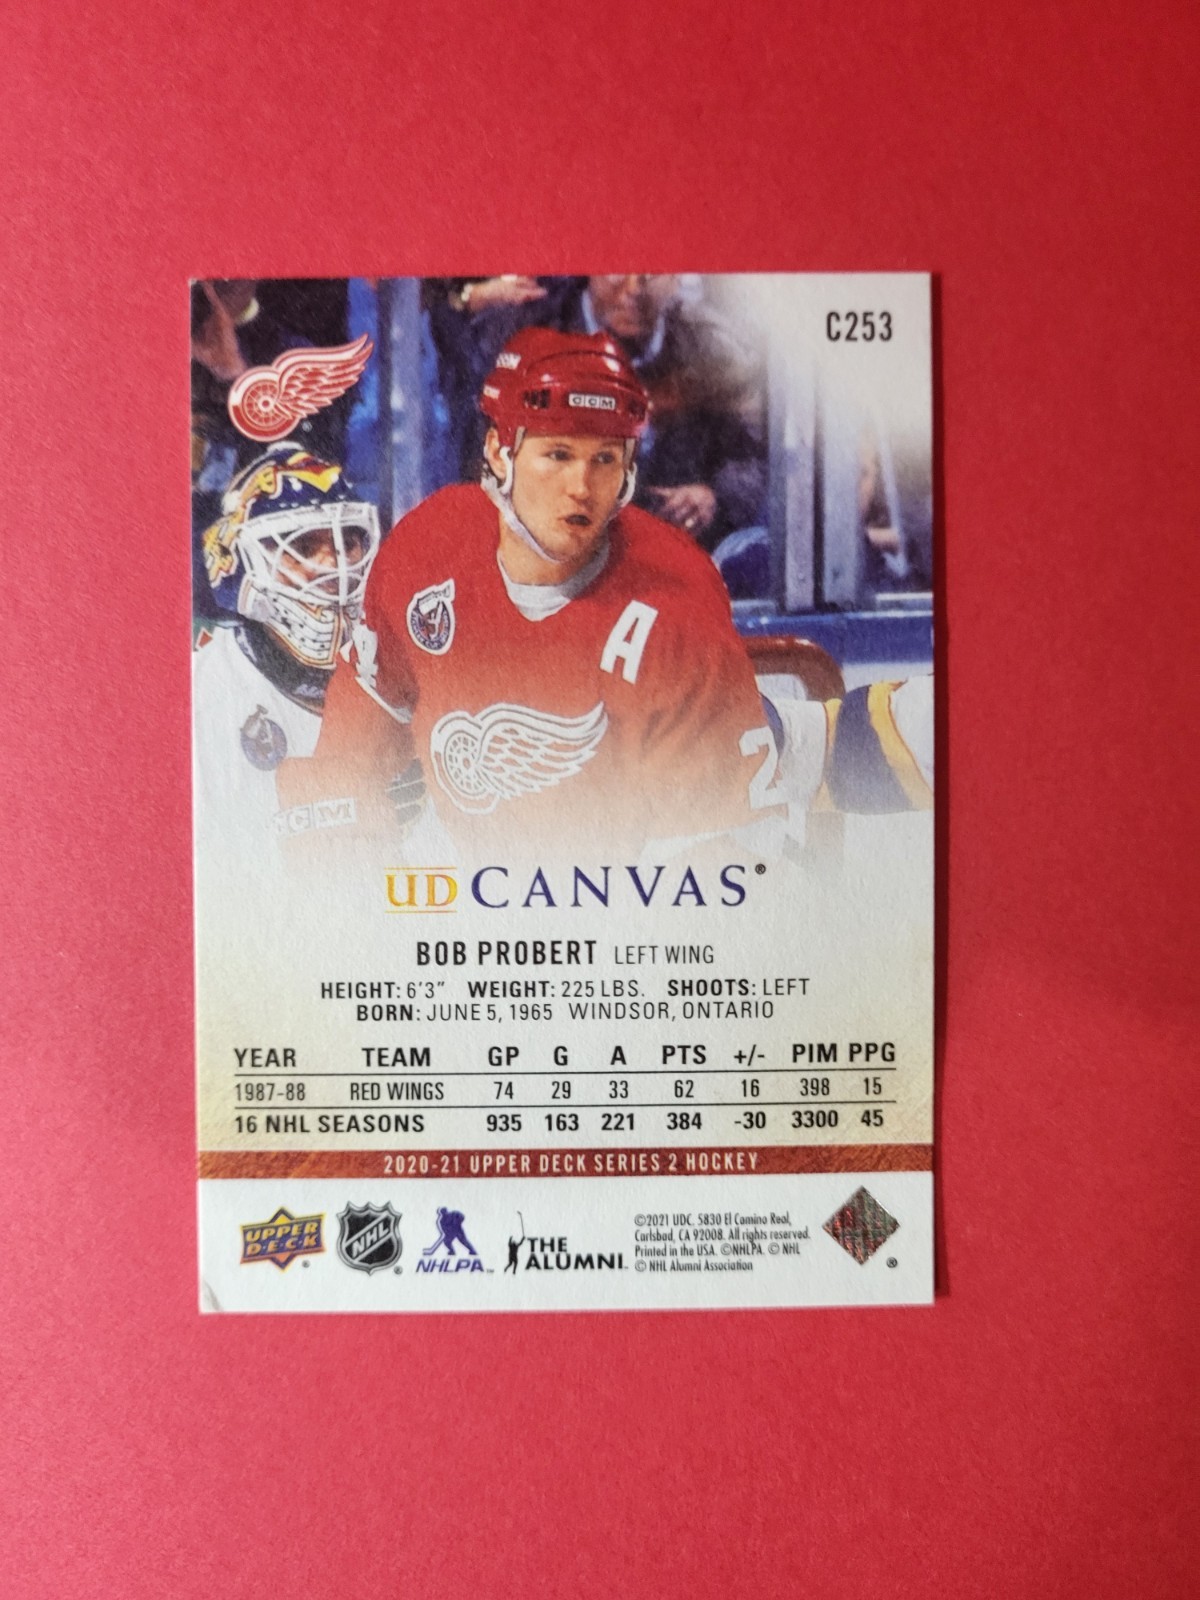 C253
CCM
A
2
CCM
UD CANVAS®
BOB PROBERT LEFT WING
HEIGHT: 6'3" WEIGHT: 225 LBS. SHOOTS: LEFT
BORN: JUNE 5, 1965 WINDSOR, ONTARIO
YEAR TEAM GP G A PTS +/- PIM PPG
1987-88 RED WINGS 74 29 33 62 16 398 15
16 NHL SEASONS 935 163 221 384 -30 3300 45
2020-21 UPPER DECK SERIES 2 HOCKEY
UPPER DECK ®
NHL ®
NHLPA™
THE ALUMNI™
©2021 UDC. 5830 El Camino Real,
Carlsbad, CA 92008. All rights reserved.
Printed in the USA. ©NHLPA. © NHL
© NHL Alumni Association
®